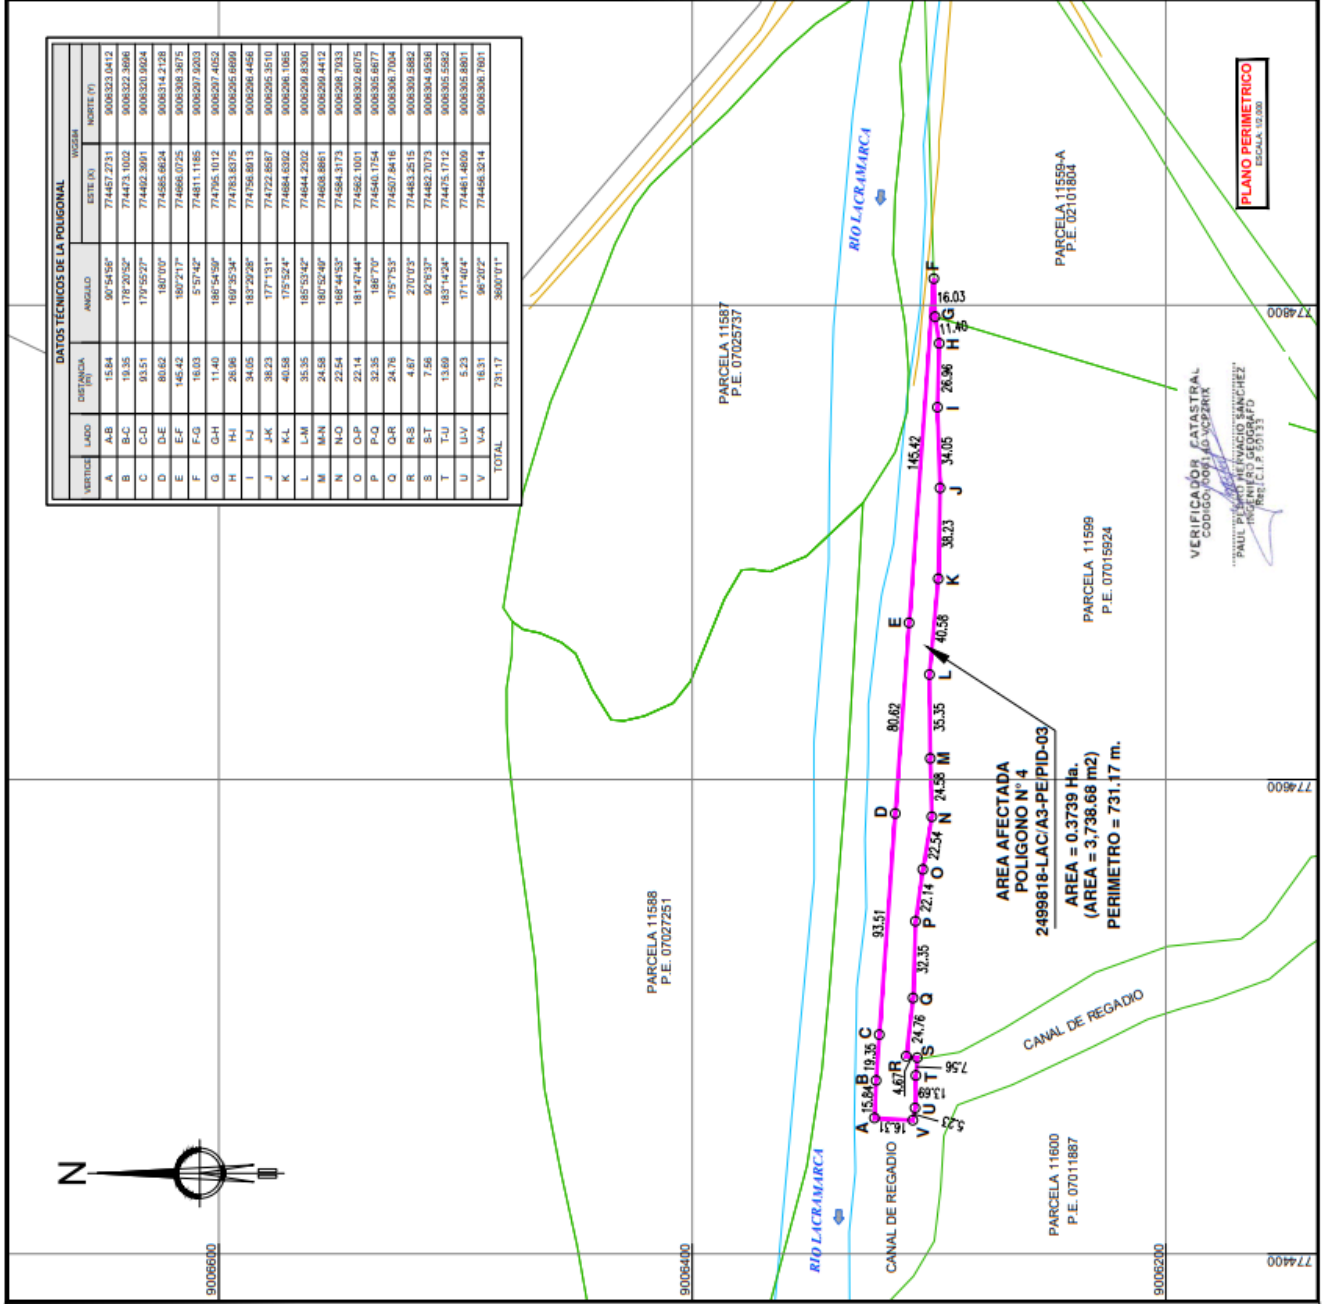 DATOS TÉCNICOS DE LA POLIGONAL
WGS84
VERTICE LADO DISTANCIA (m) ANGULO ESTE (X) NORTE (Y)
A A-B 15.84 90°54'56" 774457.2731 9006323.0412
B B-C 19.35 178°20'52" 774473.1002 9006322.3696
C C-D 93.51 179°55'27" 774492.3991 9006320.9924
D D-E 80.62 180°0'0" 774585.6624 9006314.2128
E E-F 145.42 180°2'17" 774666.0725 9006308.3675
F F-G 16.03 5°57'42" 774811.1185 9006297.9203
G G-H 11.40 186°54'59" 774795.1012 9006297.4052
H H-I 26.96 169°35'34" 774783.8375 9006295.6699
I I-J 34.05 183°29'28" 774756.8913 9006296.4456
J J-K 38.23 177°1'31" 774722.8587 9006295.3510
K K-L 40.58 175°52'4" 774684.6392 9006296.1065
L L-M 35.35 185°53'42" 774644.2302 9006299.8300
M M-N 24.58 180°52'49" 774608.8861 9006299.4412
N N-O 22.54 168°44'53" 774584.3173 9006298.7933
O O-P 22.14 181°47'44" 774562.1001 9006302.6075
P P-Q 32.35 186°7'0" 774540.1754 9006305.6677
Q Q-R 24.76 175°7'53" 774507.8416 9006306.7004
R R-S 4.67 270°0'3" 774483.2515 9006309.5882
S S-T 7.56 92°6'37" 774482.7073 9006304.9536
T T-U 13.69 183°14'24" 774475.1712 9006305.5582
U U-V 5.23 171°40'4" 774461.4809 9006305.8801
V V-A 16.31 96°20'2" 774456.3214 9006306.7601
TOTAL 731.17 3600°0'1"
N
9006600
9006400
9006200
774800
774600
774400
PARCELA 11588
P.E. 07027251
PARCELA 11587
P.E. 07025737
RIO LACRAMARCA
RIO LACRAMARCA
CANAL DE REGADIO
A
15.84
B
19.35
C
93.51
D
80.62
E
145.42
F
16.03
G
11.40
H
26.96
I
34.05
J
38.23
K
40.58
L
35.35
M
24.58
N
22.54
O
22.14
P
32.35
Q
24.76
R
4.67
S
7.56
T
13.69
U
5.23
V
16.31
AREA AFECTADA
POLIGONO N° 4
2499818-LAC/A3-PE/PID-03
AREA = 0.3739 Ha.
(AREA = 3,738.68 m2)
PERIMETRO = 731.17 m.
CANAL DE REGADIO
PARCELA 11600
P.E. 07011887
PARCELA 11599
P.E. 07015924
PARCELA 11559-A
P.E. 02101804
VERIFICADOR CATASTRAL
PAUL PEDRO HERVACIO SANCHEZ
INGENIERO GEOGRAFO
PLANO PERIMETRICO
ESCALA: 1/2,000